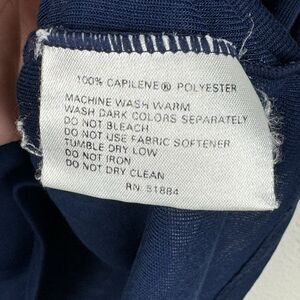 100% CAPILENE® POLYESTER
MACHINE WASH WARM
WASH DARK COLORS SEPARATELY
DO NOT BLEACH
DO NOT USE FABRIC SOFTENER
TUMBLE DRY LOW
DO NOT IRON
DO NOT DRY CLEAN
RN 51884